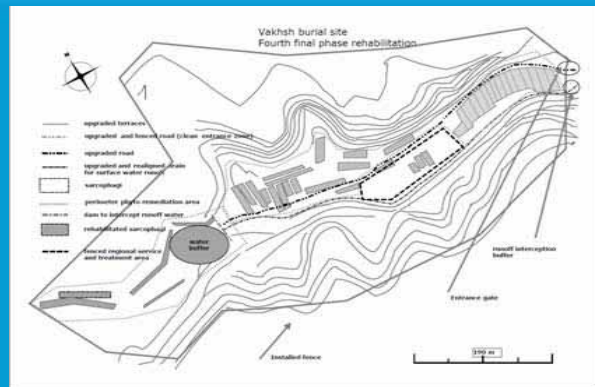 Vakhsh burial site
Fourth final phase rehabilitation
upgraded terraces
upgraded and fenced road (clean entrance zone)
upgraded road
upgraded and realigned drain
for surface water runoff
sarcophagi
perimeter phyto remediation area
dam to intercept runoff water
rehabilitated sarcophagi
fenced regional service
and treatment area
water
buffer
runoff interception
buffer
Entrance gate
Installed fence
190 m